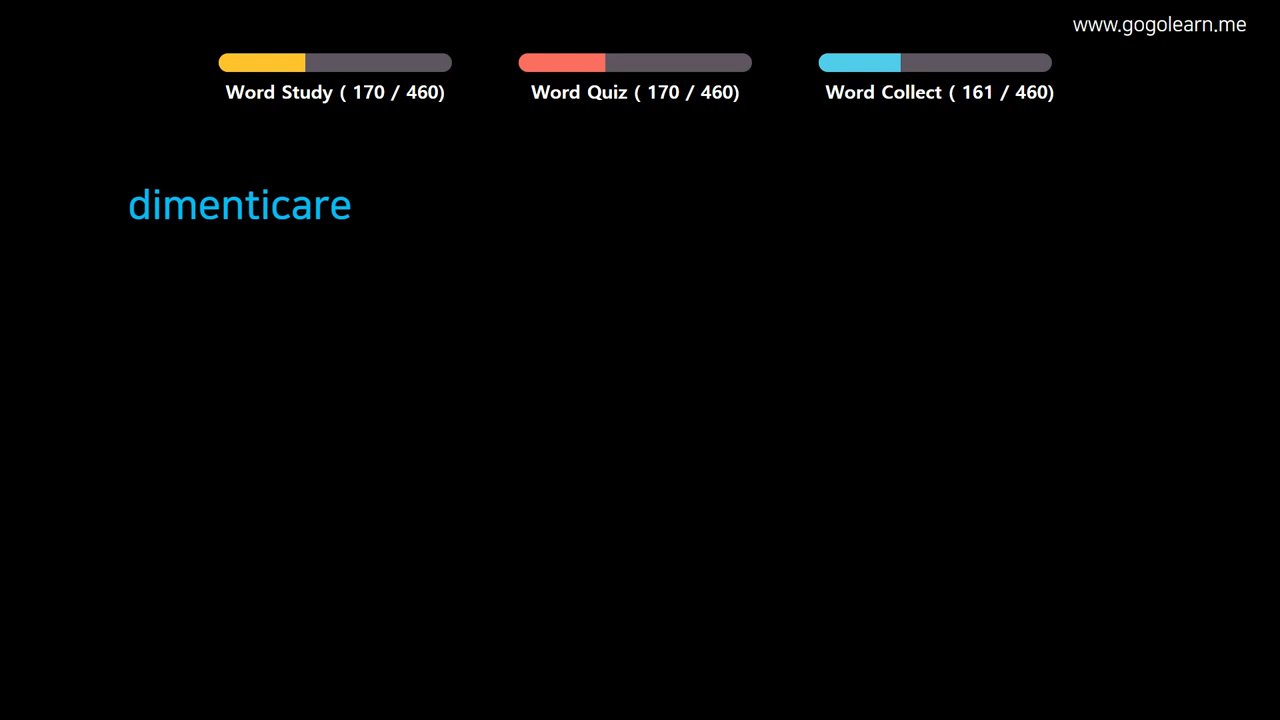 www.gogolearn.me
Word Study ( 170 / 460)
Word Quiz ( 170 / 460)
Word Collect ( 161 / 460)
dimenticare